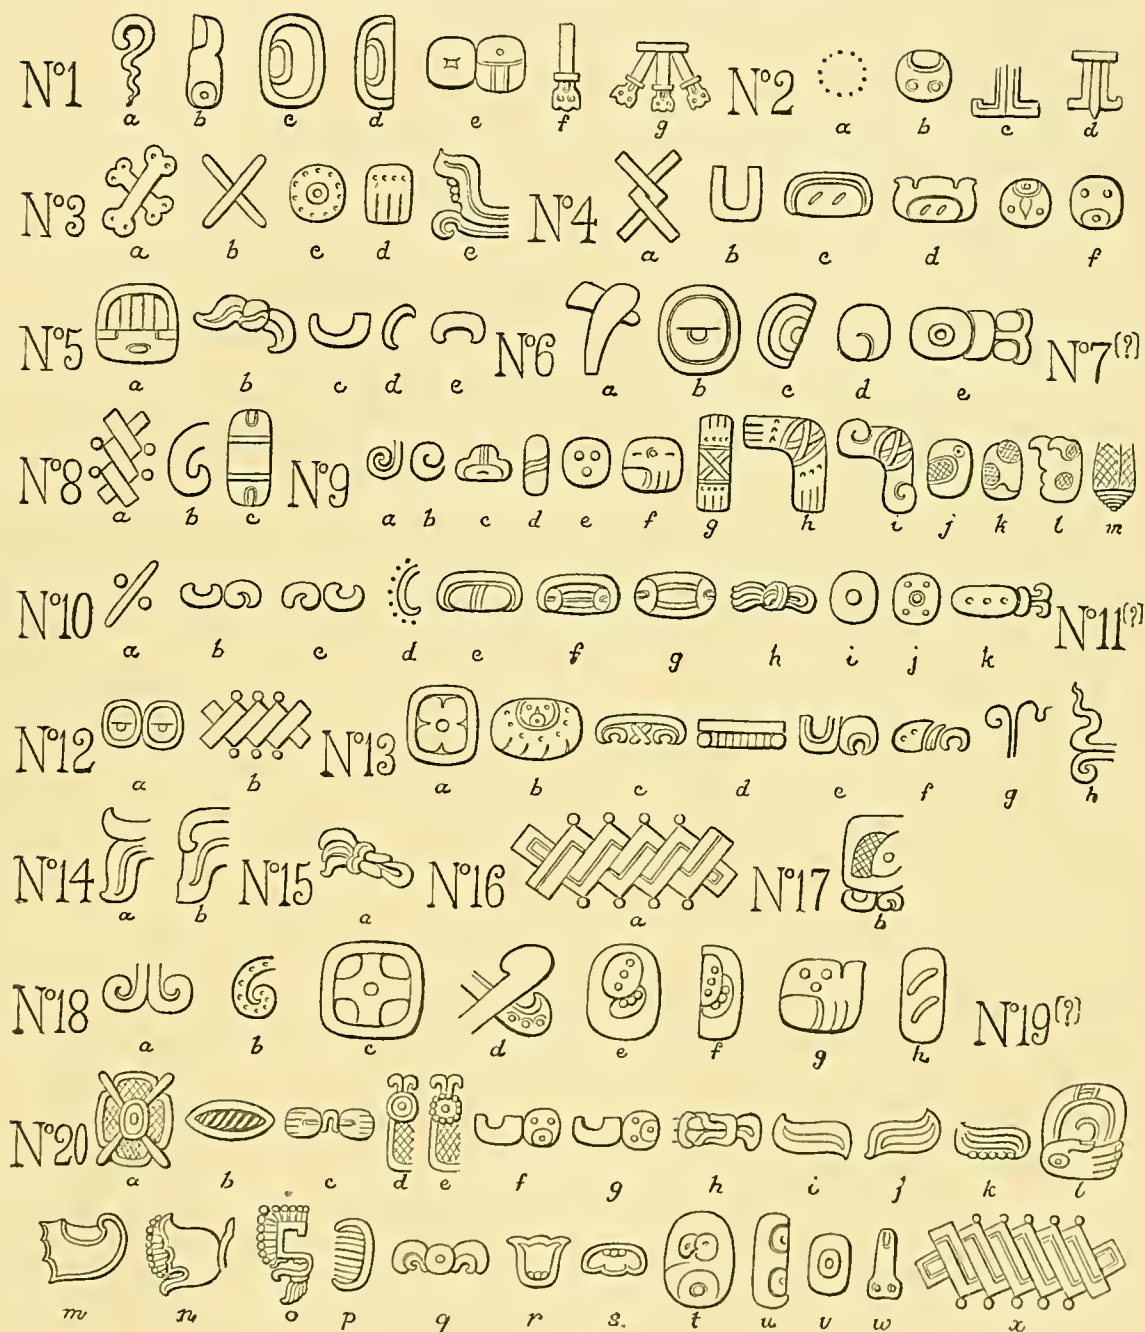 Nº1 a b c d e f g Nº2 a b c d
Nº3 a b c d e Nº4 a b c d f
Nº5 a b c d e Nº6 a b c d e Nº7(?)
Nº8 a b c Nº9 a b c d e f g h i j k l m
Nº10 a b c d e f g h i j k Nº11(?)
Nº12 a b Nº13 a b c d e f g h
Nº14 a b Nº15 a Nº16 a Nº17 b
Nº18 a b c d e f g h Nº19(?)
Nº20 a b c d e f g h i j k l
m n o p q r s. t u v w x